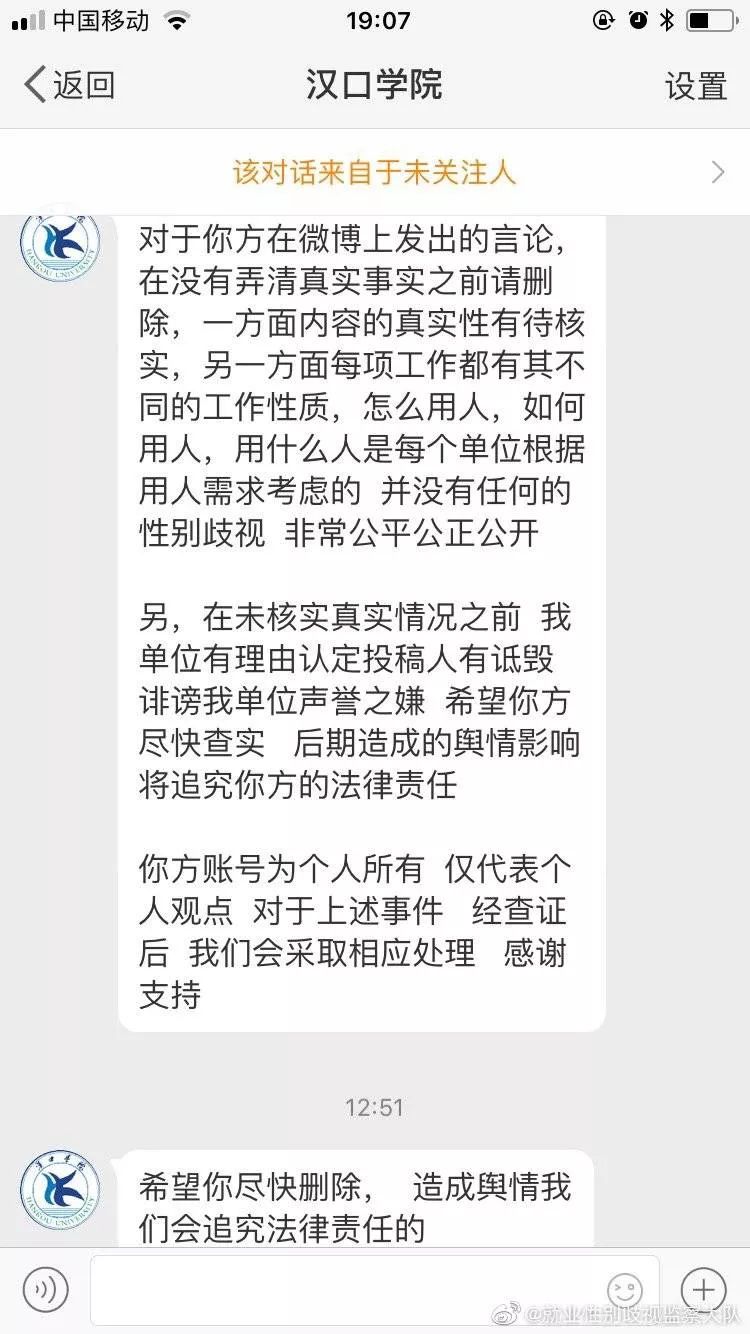 中国移动
19:07
返回
汉口学院
设置
该对话来自于未关注人
对于你方在微博上发出的言论，
在没有弄清真实事实之前请删
除，一方面内容的真实性有待核
实，另一方面每项工作都有其不
同的工作性质，怎么用人，如何
用人，用什么人是每个单位根据
用人需求考虑的 并没有任何的
性别歧视 非常公平公正公开
另，在未核实真实情况之前 我
单位有理由认定投稿人有诋毁
诽谤我单位声誉之嫌 希望你方
尽快查实 后期造成的舆情影响
将追究你方的法律责任
你方账号为个人所有 仅代表个
人观点 对于上述事件 经查证
后 我们会采取相应处理 感谢
支持
12:51
汉口学院
HANKOU UNIVERSITY
希望你尽快删除， 造成舆情我
们会追究法律责任的
@就业性别歧视监察大队